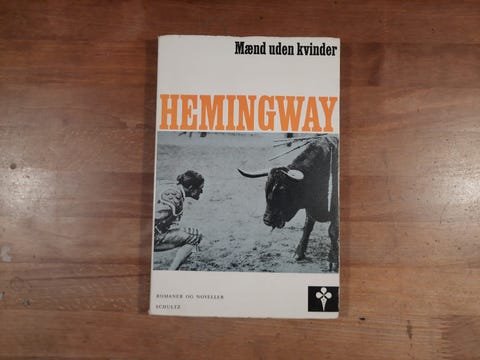 Mænd uden kvinder
HEMINGWAY
ROMANER OG NOVELLER
SCHULTZ